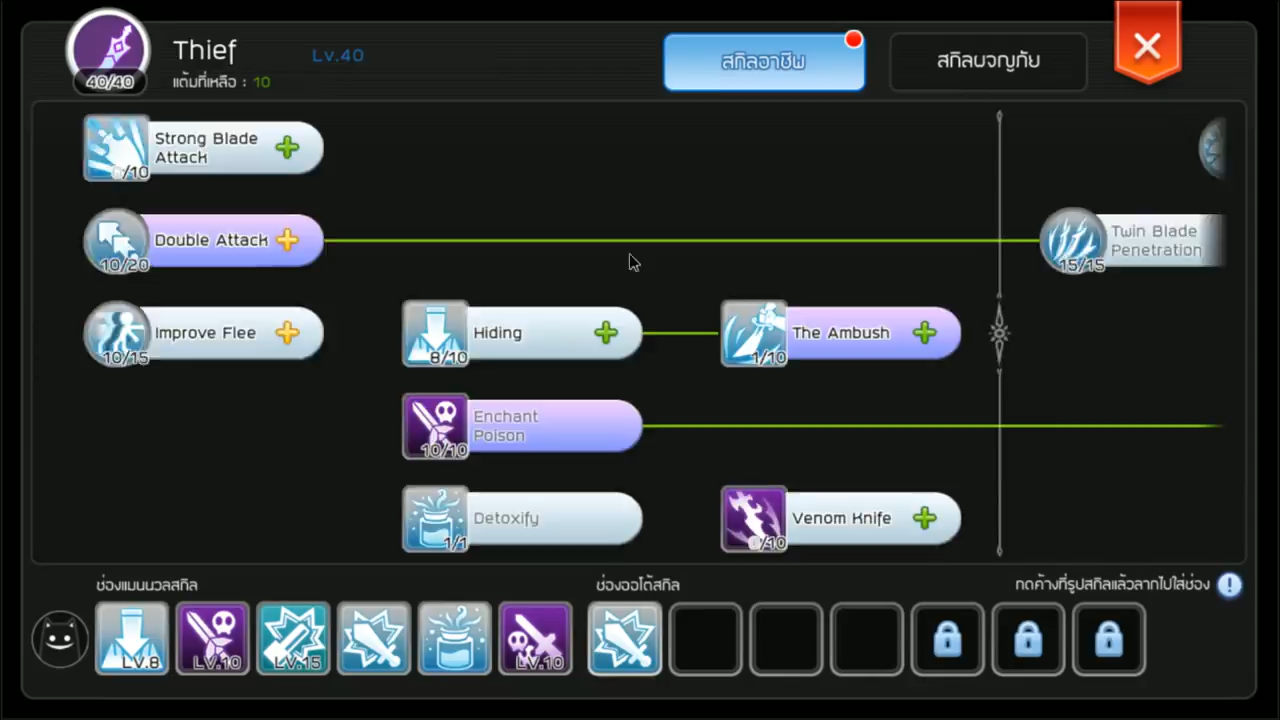 Thief
Lv.40
40/40
แต้มที่เหลือ : 10
สกิลอาชีพ
สกิลผจญภัย
Strong Blade
Attack
/10
Double Attack
10/20
Twin Blade
Penetration
15/15
Improve Flee
10/15
Hiding
8/10
The Ambush
1/10
Enchant
Poison
10/10
Detoxify
1/1
Venom Knife
/10
ช่องแมนนวลสกิล
ช่องออโต้สกิล
กดค้างที่รูปสกิลแล้วลากไปใส่ช่อง
LV.8
LV.10
LV.15
LV.10